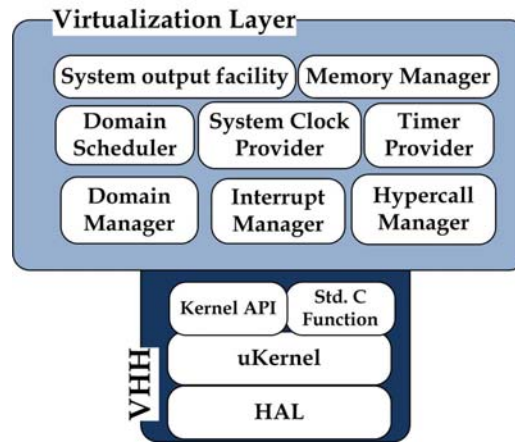 Virtualization Layer
System output facility
Memory Manager
Domain
Scheduler
System Clock
Provider
Timer
Provider
Domain
Manager
Interrupt
Manager
Hypercall
Manager
Kernel API
Std. C
Function
uKernel
HAL
VHH